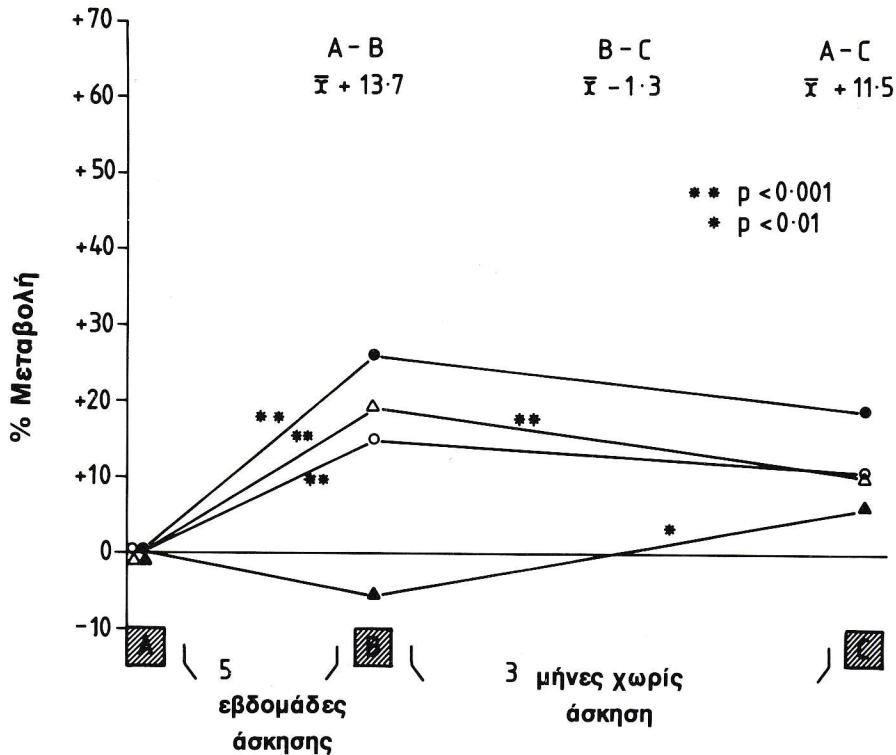 +70
+60
+50
+40
+30
+20
+10
0
-10
% Μεταβολή
A - B
x̄ + 13·7
B - C
x̄ - 1·3
A - C
x̄ + 11·5
** p < 0·001
* p < 0·01
**
**
**
**
*
A
B
C
5
εβδομάδες
άσκησης
3 μήνες χωρίς
άσκηση